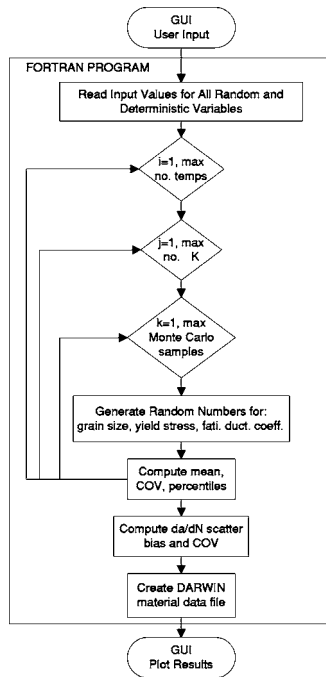 GUI
User Input
FORTRAN PROGRAM
Read Input Values for All Random and
Deterministic Variables
i=1, max
no. temps
j=1, max
no. K
k=1, max
Monte Carlo
samples
Generate Random Numbers for:
grain size, yield stress, fati. duct. coeff.
Compute mean,
COV, percentiles
Compute da/dN scatter
bias and COV
Create DARWIN
material data file
GUI
Plot Results